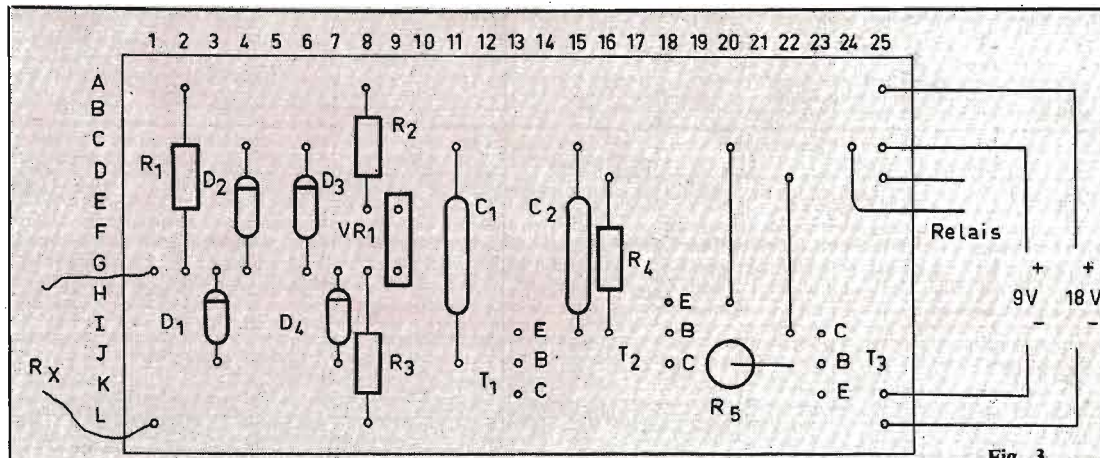 1 2 3 4 5 6 7 8 9 10 11 12 13 14 15 16 17 18 19 20 21 22 23 24 25
A
B
C
D
E
F
G
H
I
J
K
L
R1
D2
D3
R2
VR1
C1
C2
R4
Relais
+ +
9V 18V
- -
D1
D4
R3
RX
E
B
C
T1
T2
E
B
C
R5
C
B
E
T3
Fig. 3